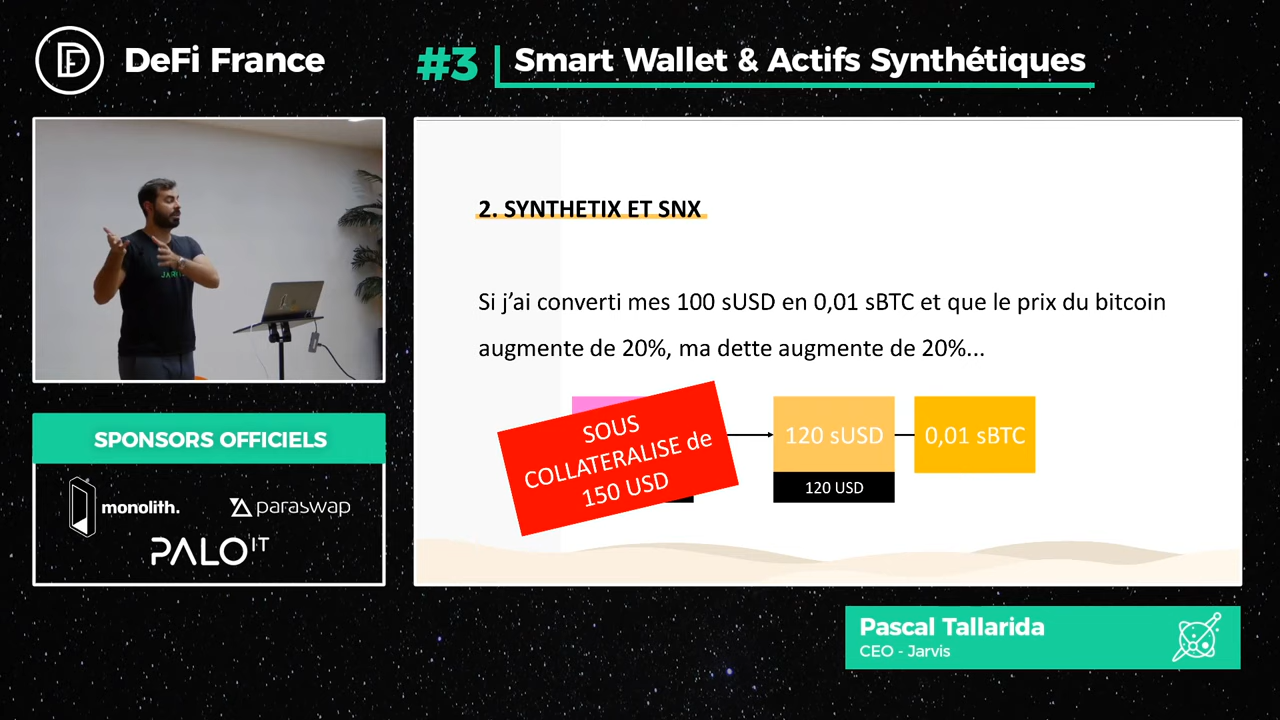 DeFi France
#3 Smart Wallet & Actifs Synthétiques
2. SYNTHETIX ET SNX
Si j’ai converti mes 100 sUSD en 0,01 sBTC et que le prix du bitcoin
augmente de 20%, ma dette augmente de 20%...
SOUS
COLLATERALISE de
150 USD
120 sUSD
0,01 sBTC
120 USD
SPONSORS OFFICIELS
monolith.
paraswap
PALO IT
Pascal Tallarida
CEO - Jarvis